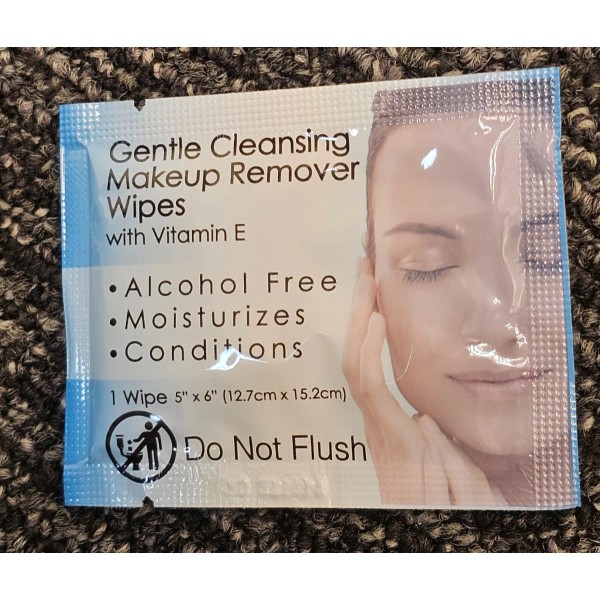 Gentle Cleansing
Makeup Remover
Wipes
with Vitamin E
• Alcohol Free
• Moisturizes
• Conditions
1 Wipe 5" x 6" (12.7cm x 15.2cm)
Do Not Flush